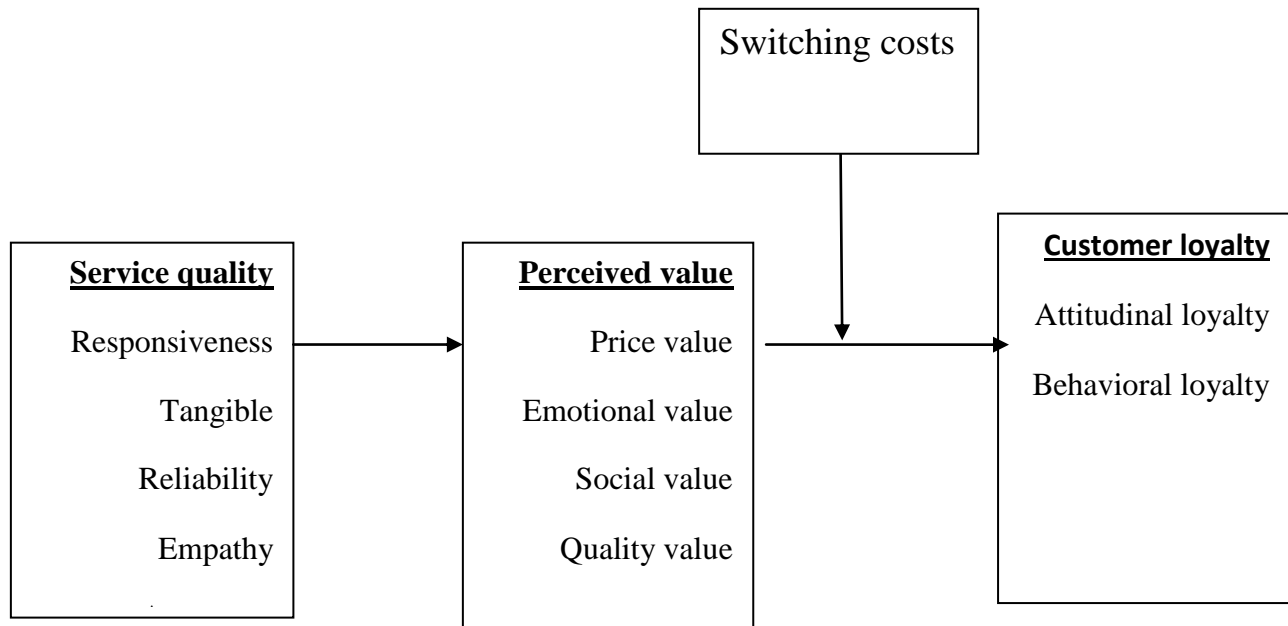 Switching costs
Service quality
Responsiveness
Tangible
Reliability
Empathy
.
Perceived value
Price value
Emotional value
Social value
Quality value
Customer loyalty
Attitudinal loyalty
Behavioral loyalty